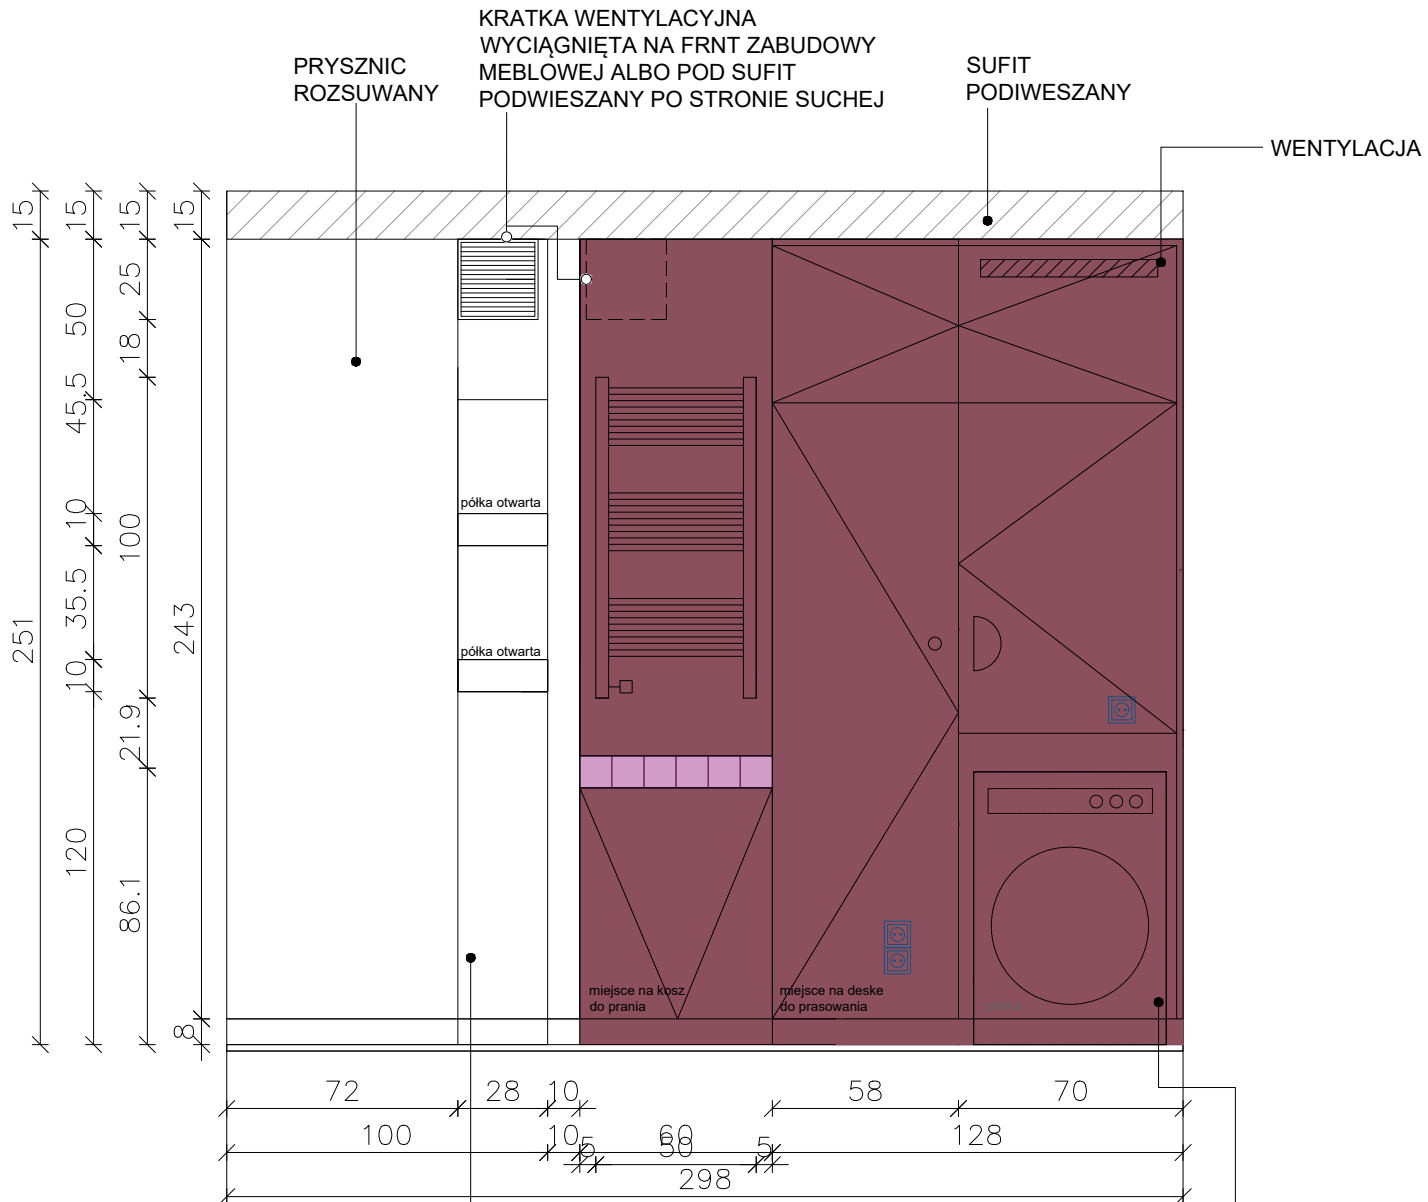 KRATKA WENTYLACYJNA
WYCIĄGNIĘTA NA FRNT ZABUDOWY
MEBLOWEJ ALBO POD SUFIT
PODWIESZANY PO STRONIE SUCHEJ
PRYSZNIC
ROZSUWANY
SUFIT
PODIWESZANY
WENTYLACJA
15
15
15
15
251
50
45.5
10
35.5
10
120
25
18
100
21.9
86.1
243
8
półka otwarta
półka otwarta
miejsce na kosz
do prania
miejsce na deske
do prasowania
72
28
10
58
70
100
10
60
128
5
50
5
298